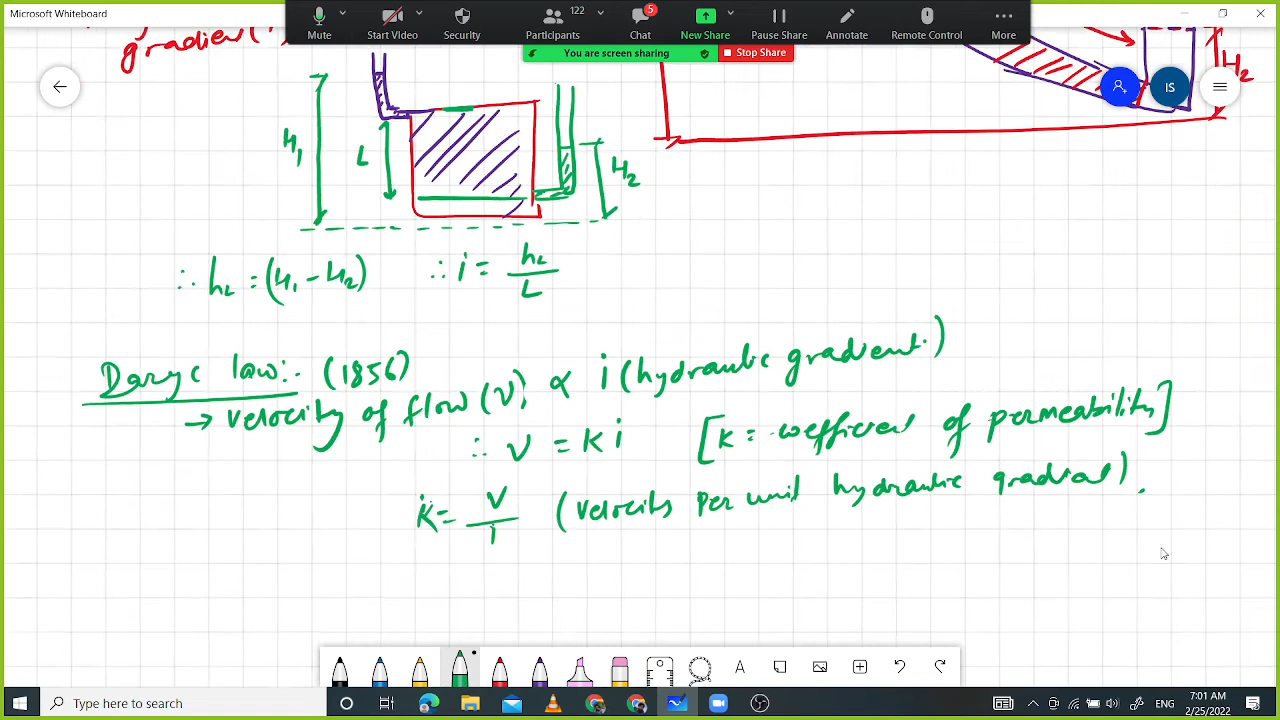 Microsoft Whiteboard
122
5
Mute
Start Video
Security
Participants
Chat
New Share
Pause Share
Annotate
Remote Control
More
You are screen sharing
Stop Share
gradient(
IS
H2
H1
L
H2
∴ hL = (H1 - H2) ∴ i = hL / L
Daryc law:- (1856)
→ velocity of flow (v) ∝ i (hydraulic gradient.)
∴ v = k i [k = coefficient of permeability]
k = v / i (velocity per unit hydraulic gradient).
A
Type here to search
ENG
7:01 AM
2/25/2022